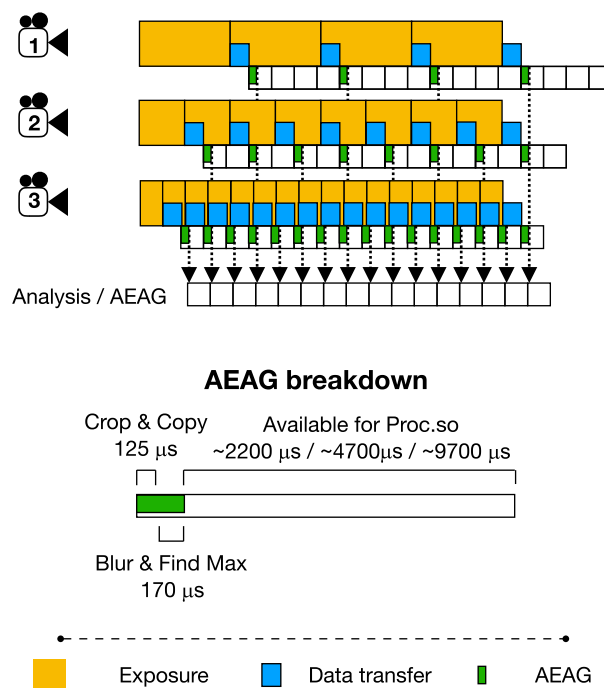 1
2
3
Analysis / AEAG
AEAG breakdown
Crop & Copy
125 μs
Available for Proc.so
~2200 μs / ~4700μs / ~9700 μs
Blur & Find Max
170 μs
Exposure
Data transfer
AEAG